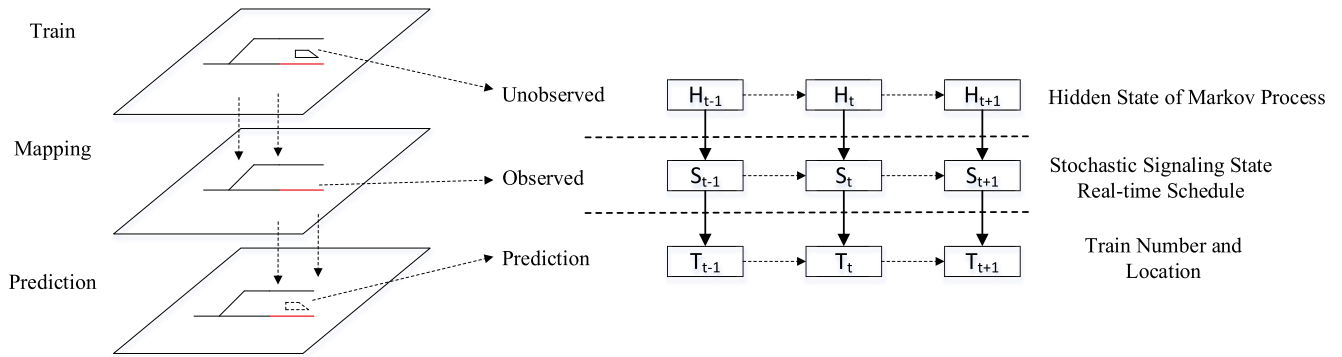 Train
Unobserved
H_{t-1} H_t H_{t+1}
Hidden State of Markov Process
Mapping
Observed
S_{t-1} S_t S_{t+1}
Stochastic Signaling State
Real-time Schedule
Prediction
Prediction
T_{t-1} T_t T_{t+1}
Train Number and
Location